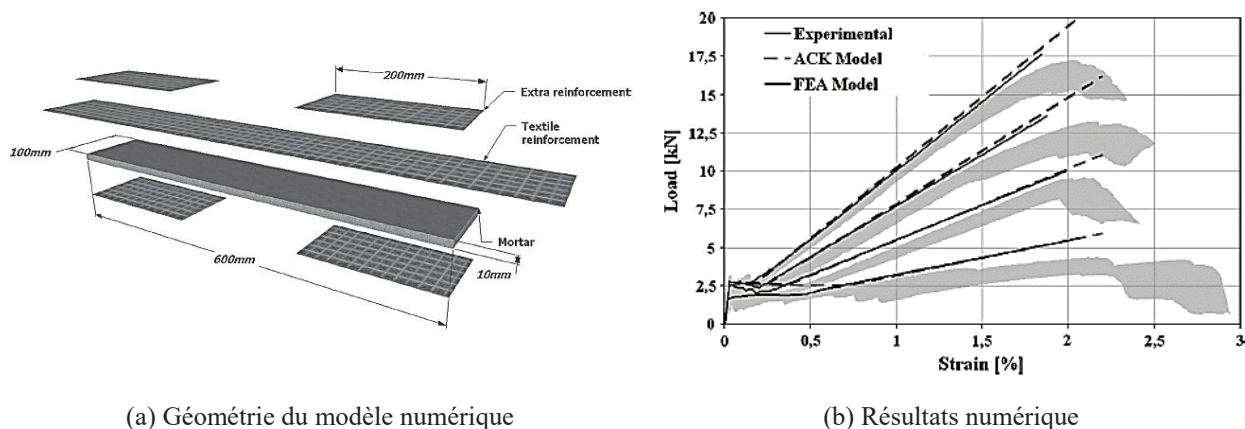 200mm
Extra reinforcement
Textile
reinforcement
100mm
Mortar
600mm
10mm
20
17,5
15
12,5
10
7,5
5
2,5
0
Load [kN]
Experimental
ACK Model
FEA Model
0 0,5 1 1,5 2 2,5 3
Strain [%]
(a) Géométrie du modèle numérique
(b) Résultats numérique